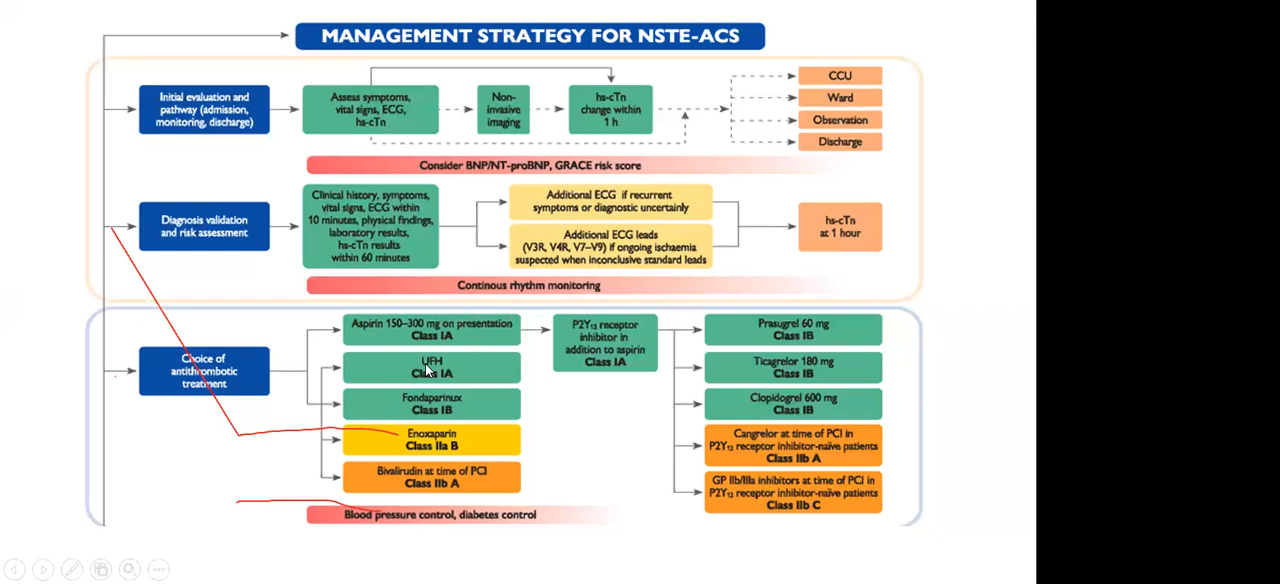 MANAGEMENT STRATEGY FOR NSTE-ACS
Initial evaluation and
pathway (admission,
monitoring, discharge)
Assess symptoms,
vital signs, ECG,
hs-cTn
Non-
invasive
imaging
hs-cTn
change within
1 h
CCU
Ward
Observation
Discharge
Consider BNP/NT-proBNP, GRACE risk score
Diagnosis validation
and risk assessment
Clinical history, symptoms,
vital signs, ECG within
10 minutes, physical findings,
laboratory results,
hs-cTn results
within 60 minutes
Additional ECG if recurrent
symptoms or diagnostic uncertainly
Additional ECG leads
(V3R, V4R, V7–V9) if ongoing ischaemia
suspected when inconclusive standard leads
hs-cTn
at 1 hour
Continous rhythm monitoring
Choice of
antithrombotic
treatment
Aspirin 150–300 mg on presentation
Class IA
UFH
Class IA
Fondaparinux
Class IB
Enoxaparin
Class IIa B
Bivalirudin at time of PCI
Class IIb A
P2Y₁₂ receptor
inhibitor in
addition to aspirin
Class IA
Prasugrel 60 mg
Class IB
Ticagrelor 180 mg
Class IB
Clopidogrel 600 mg
Class IB
Cangrelor at time of PCI in
P2Y₁₂ receptor inhibitor-naïve patients
Class IIb A
GP IIb/IIIa inhibitors at time of PCI in
P2Y₁₂ receptor inhibitor-naïve patients
Class IIb C
Blood pressure control, diabetes control